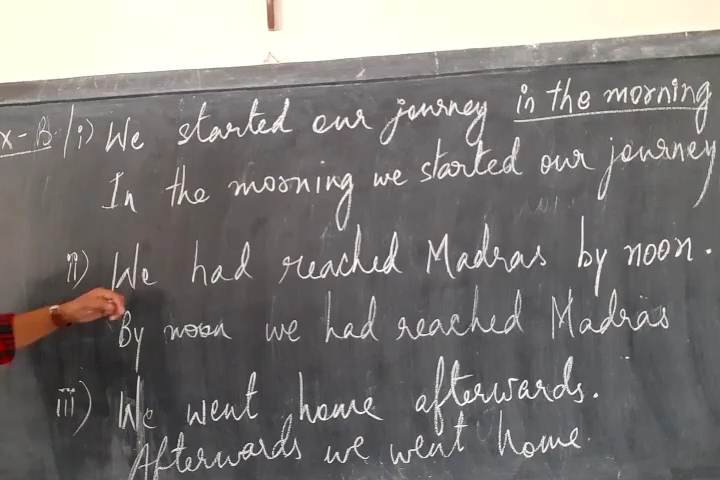 x-B /i) We started our journey in the morning
In the morning we started our journey
ii) We had reached Madras by noon.
By noon we had reached Madras
iii) We went home afterwards.
Afterwards we went home.